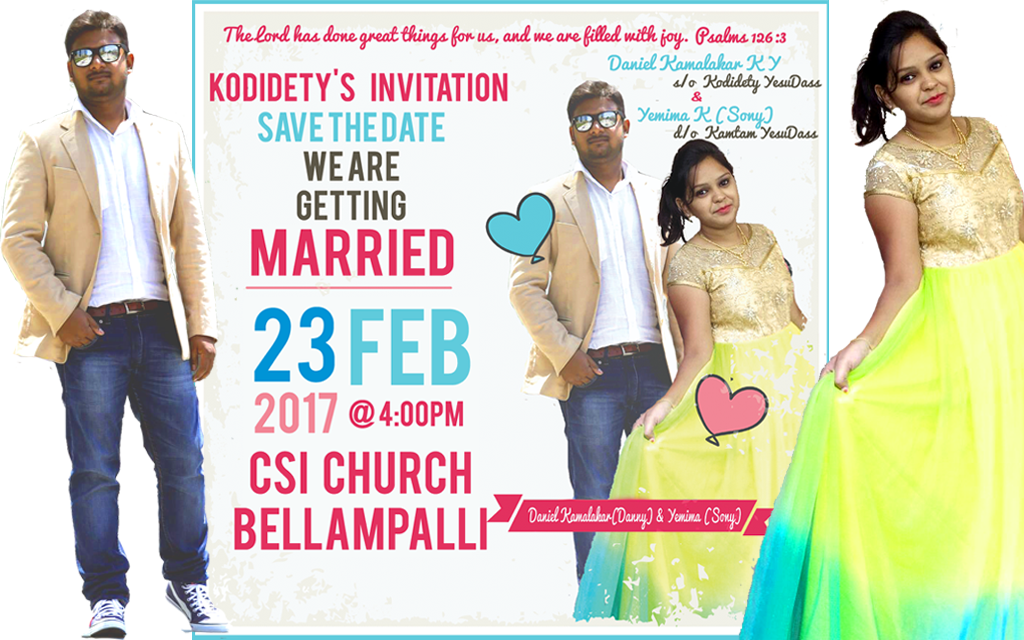 The Lord has done great things for us, and we are filled with joy. Psalms 126 :3
Daniel Kamalakar K Y
s/o Kodidety YesuDass
&
Yemima K (Sony)
d/o Kamtam YesuDass
KODIDETY'S INVITATION
SAVE THE DATE
WE ARE
GETTING
MARRIED
23 FEB
2017 @ 4:00PM
CSI CHURCH
BELLAMPALLI
Daniel Kamalakar(Danny) & Yemima (Sony)